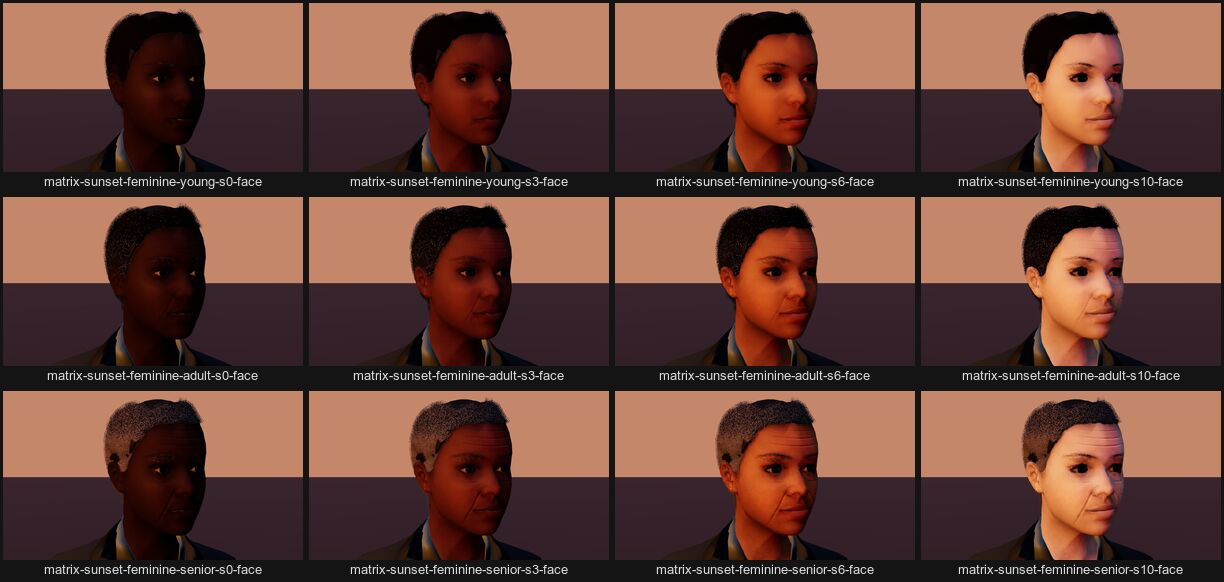 matrix-sunset-feminine-young-s0-face
matrix-sunset-feminine-young-s3-face
matrix-sunset-feminine-young-s6-face
matrix-sunset-feminine-young-s10-face
matrix-sunset-feminine-adult-s0-face
matrix-sunset-feminine-adult-s3-face
matrix-sunset-feminine-adult-s6-face
matrix-sunset-feminine-adult-s10-face
matrix-sunset-feminine-senior-s0-face
matrix-sunset-feminine-senior-s3-face
matrix-sunset-feminine-senior-s6-face
matrix-sunset-feminine-senior-s10-face